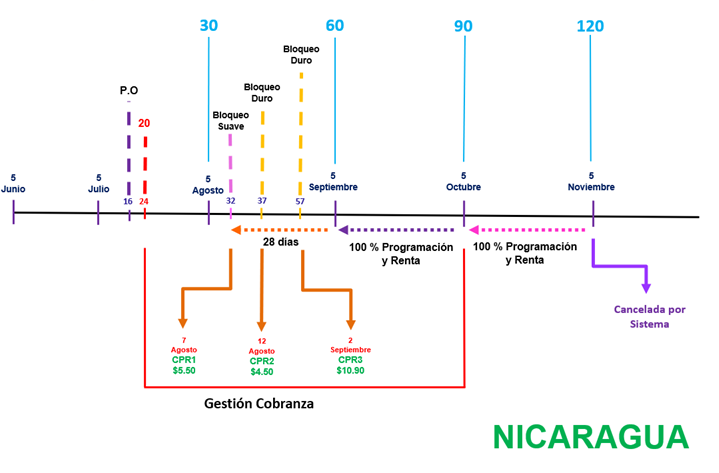 30
60
90
120
P.O
20
Bloqueo
Suave
Bloqueo
Duro
Bloqueo
Duro
5
Junio
5
Julio
16
24
5
Agosto
32
37
57
5
Septiembre
5
Octubre
5
Noviembre
28 días
100 % Programación
y Renta
100 % Programación
y Renta
7
Agosto
CPR1
$5.50
12
Agosto
CPR2
$4.50
2
Septiembre
CPR3
$10.90
Cancelada por
Sistema
Gestión Cobranza
NICARAGUA